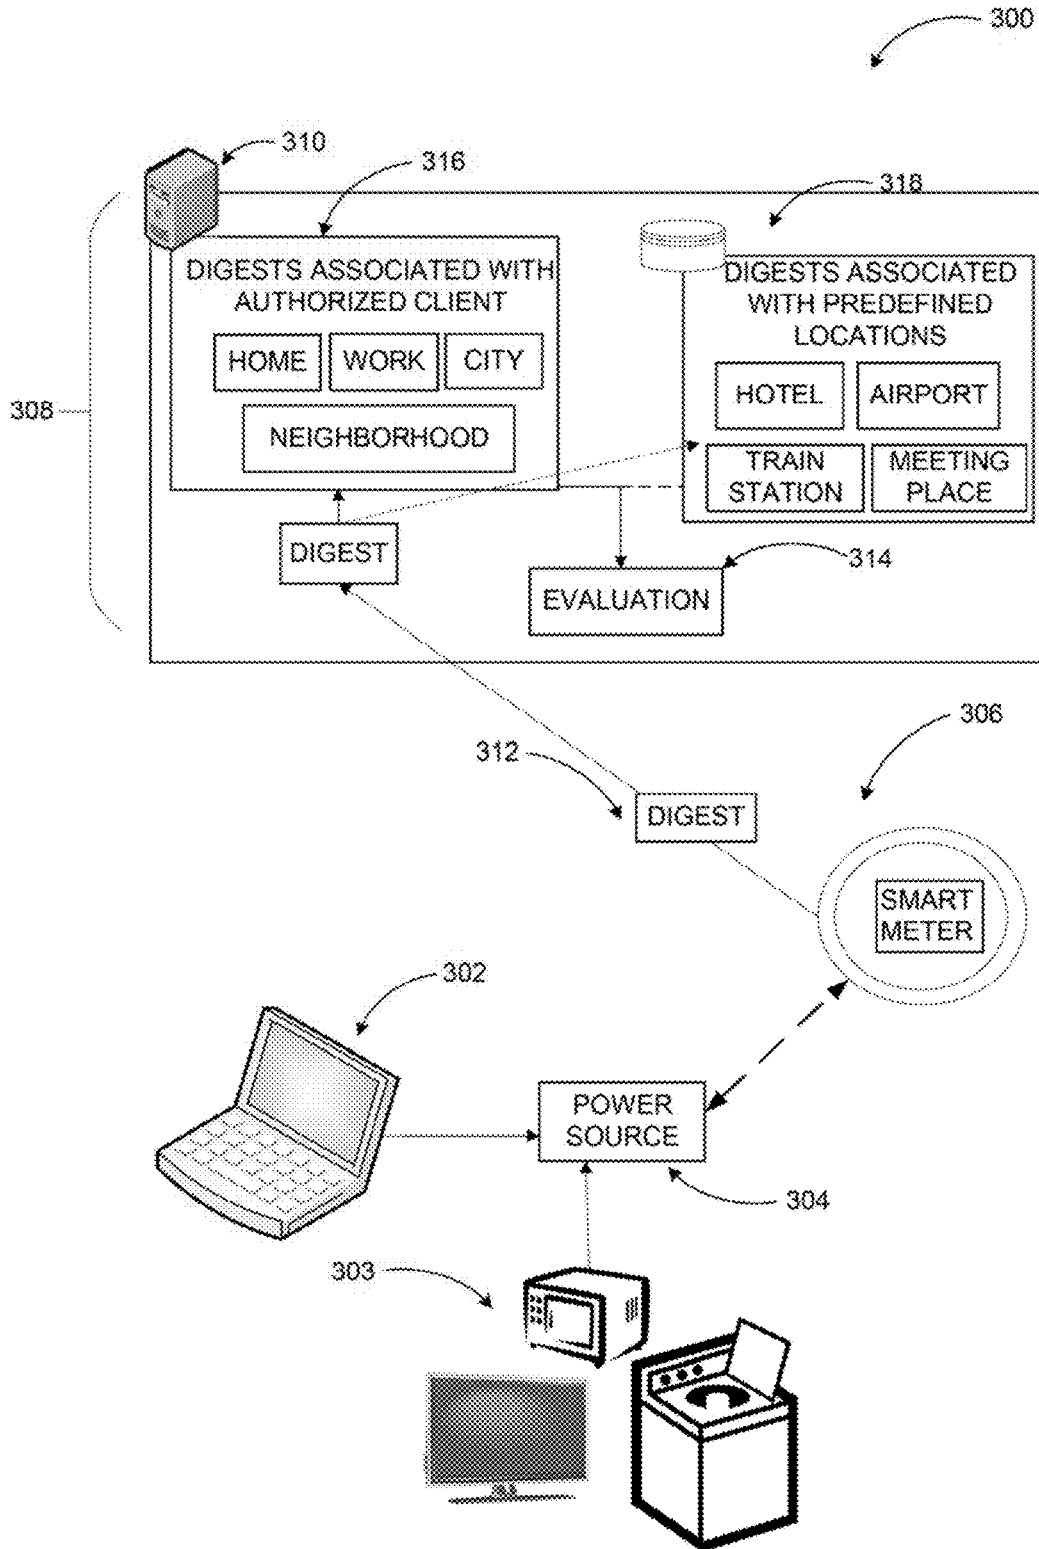 300
310
316
318
DIGESTS ASSOCIATED WITH
AUTHORIZED CLIENT
HOME
WORK
CITY
NEIGHBORHOOD
DIGESTS ASSOCIATED
WITH PREDEFINED
LOCATIONS
HOTEL
AIRPORT
TRAIN
STATION
MEETING
PLACE
308
DIGEST
314
EVALUATION
306
312
DIGEST
SMART
METER
302
POWER
SOURCE
304
303